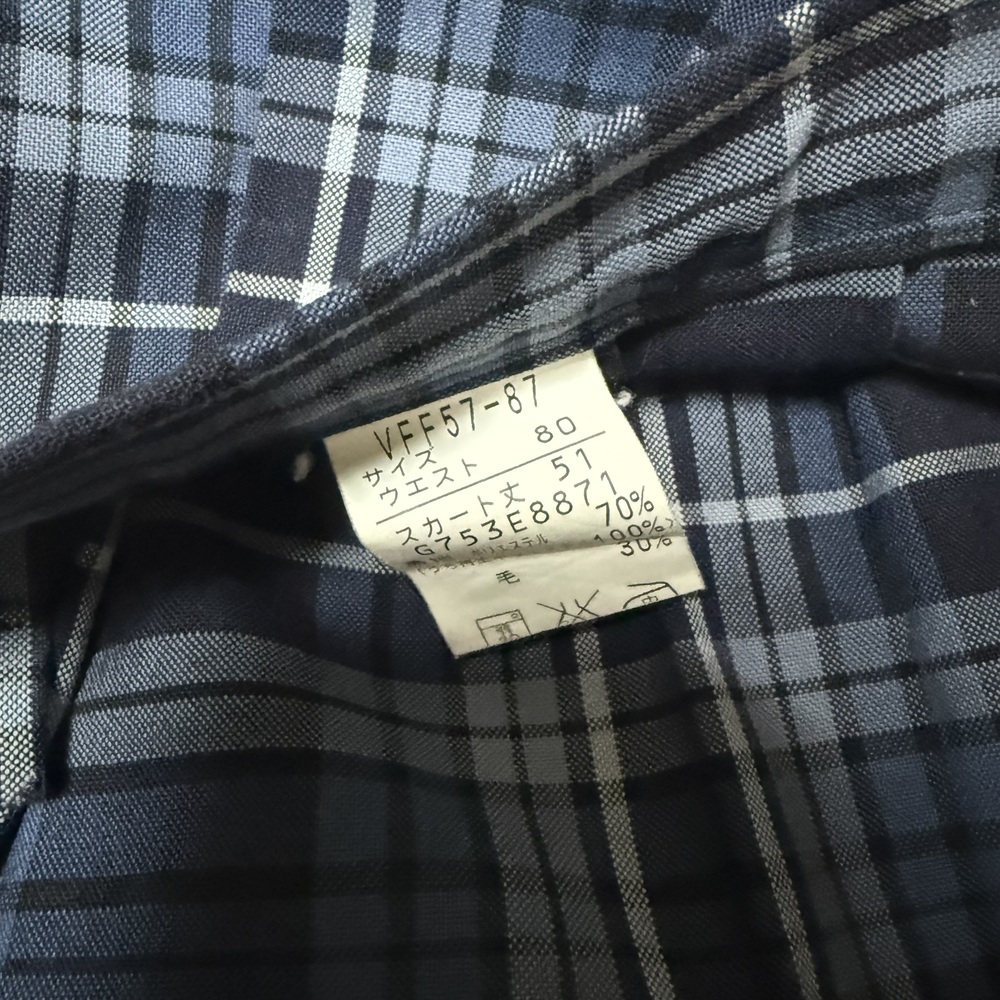 VFF57-87
サイズ
ウエスト 80
スカート丈 51
G753E8871
ポリエステル 70%
100%>
毛 30%